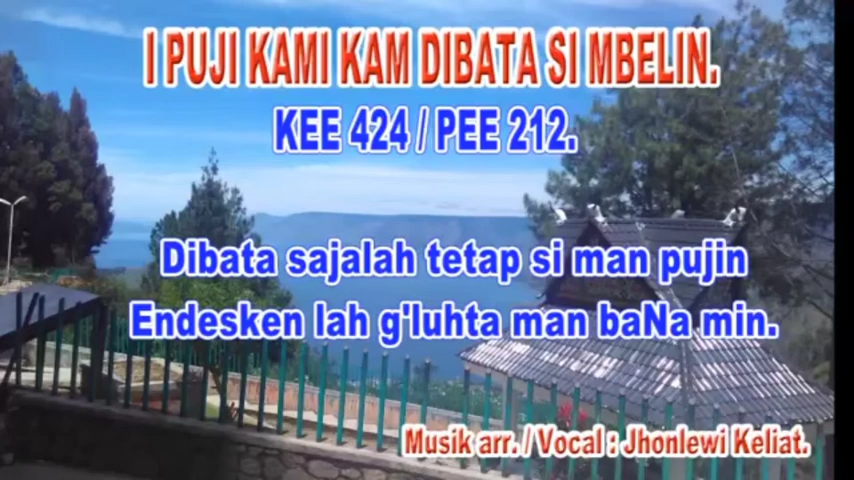 I PUJI KAMI KAM DIBATA SI MBELIN.
KEE 424 / PEE 212.
Dibata sajalah tetap si man pujin
Endesken lah g'luhta man baNa min.
Musik arr. / Vocal : Jhonlewi Keliat.